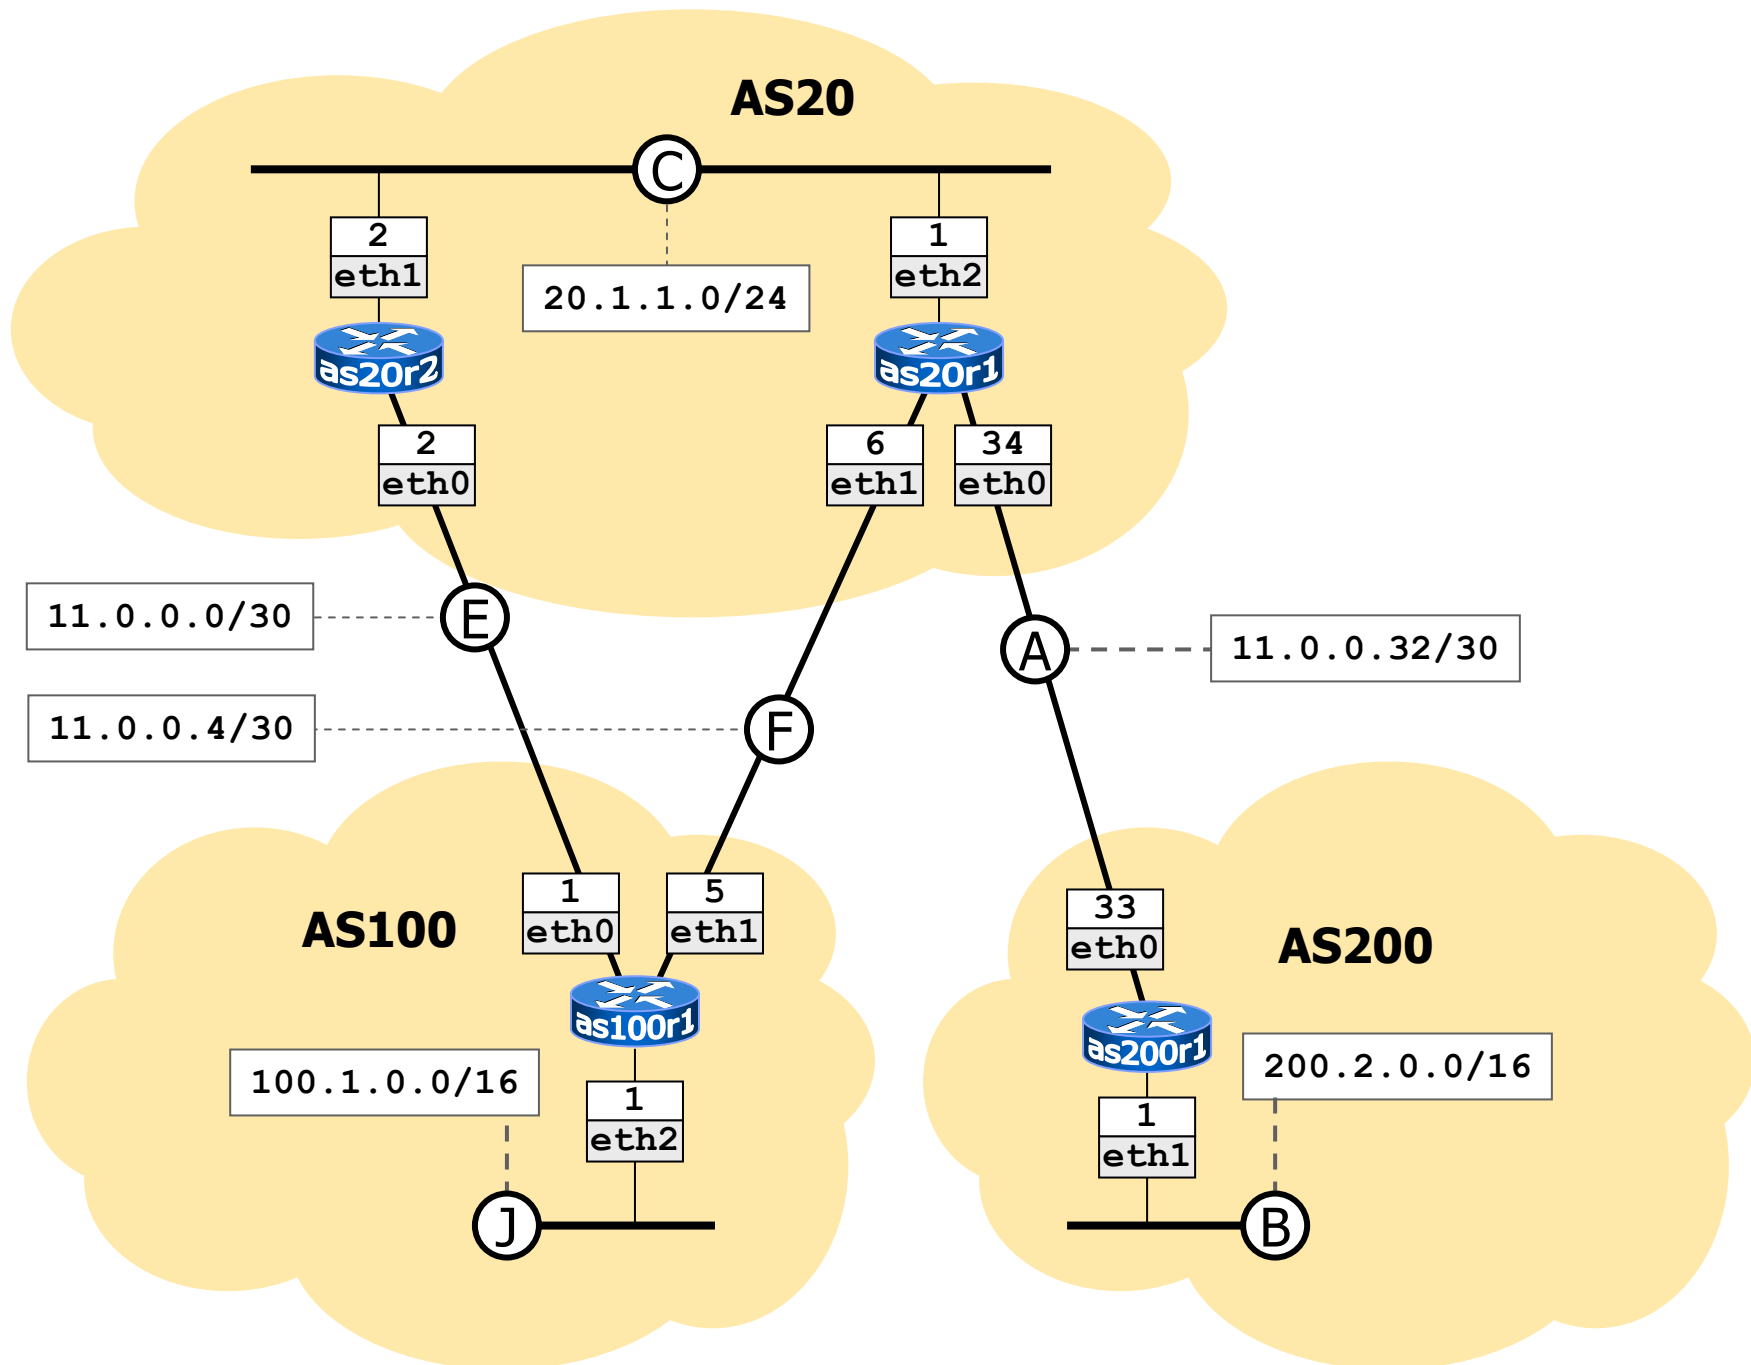 AS20
C
2
eth1
1
eth2
20.1.1.0/24
as20r2
as20r1
2
eth0
6
eth1
34
eth0
11.0.0.0/30
E
A
11.0.0.32/30
11.0.0.4/30
F
AS100
1
eth0
5
eth1
33
eth0
AS200
as100r1
as200r1
100.1.0.0/16
200.2.0.0/16
1
eth2
1
eth1
J
B